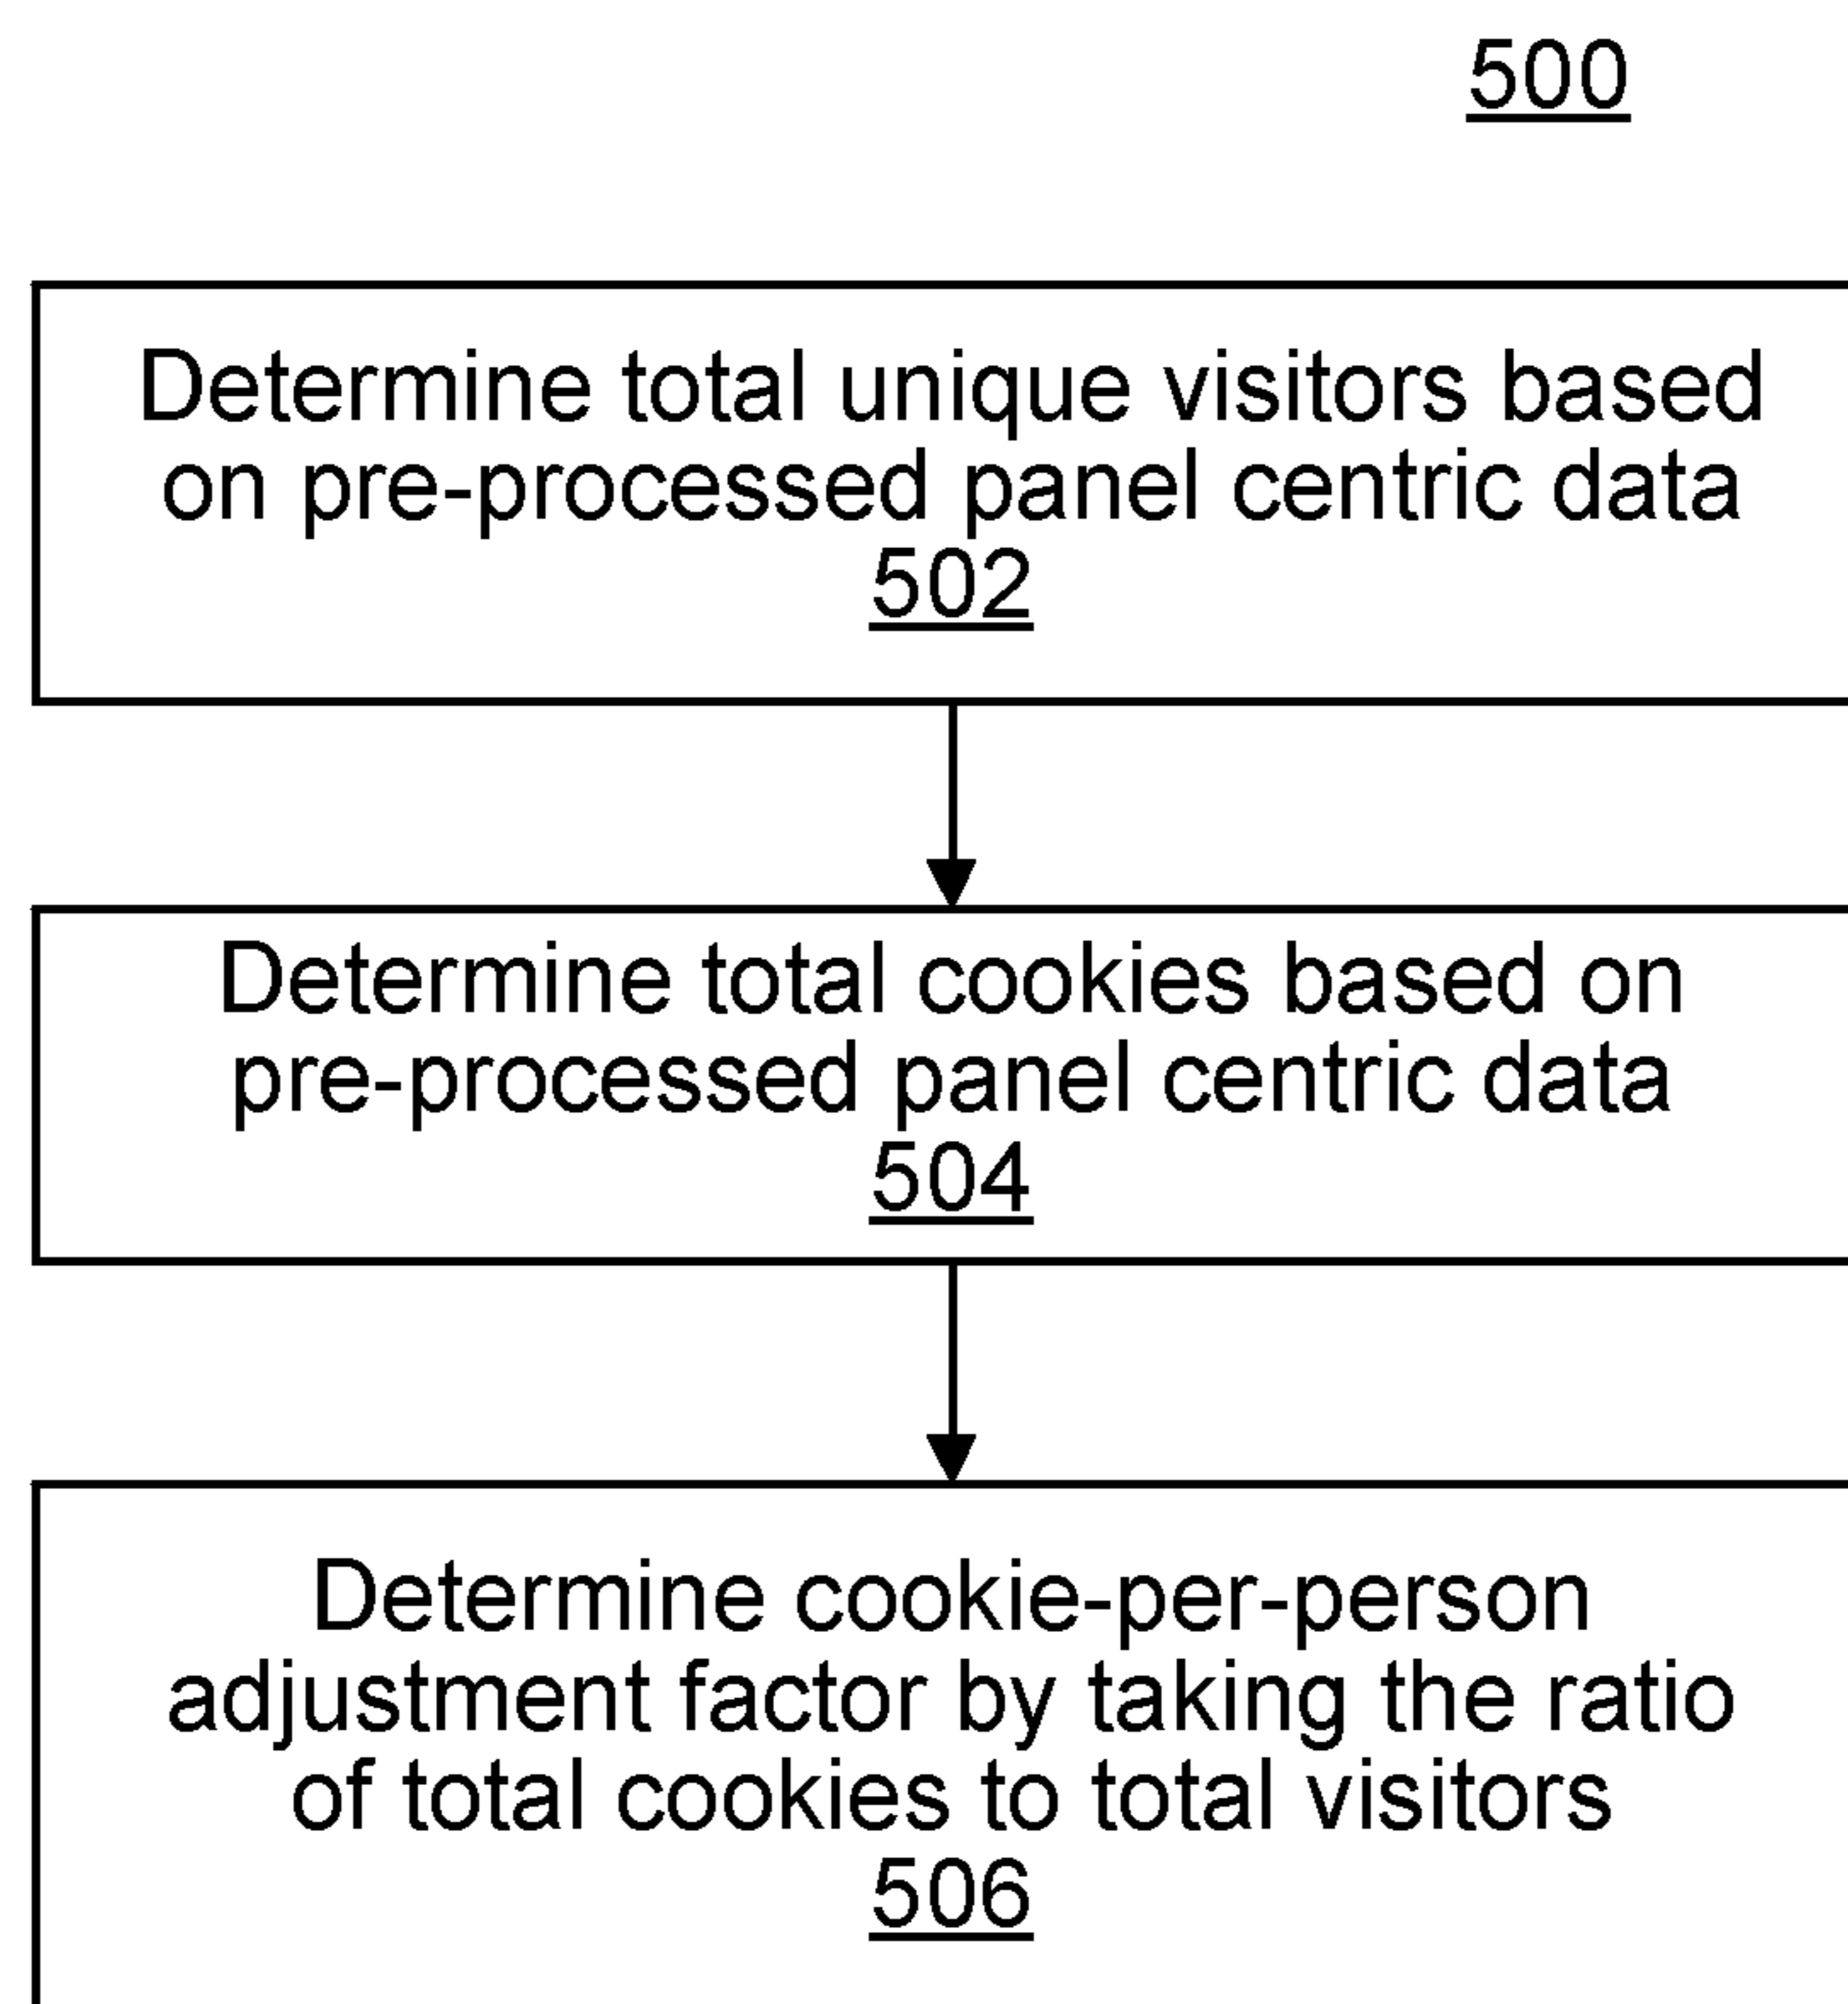 500
Determine total unique visitors based
on pre-processed panel centric data
502
Determine total cookies based on
pre-processed panel centric data
504
Determine cookie-per-person
adjustment factor by taking the ratio
of total cookies to total visitors
506